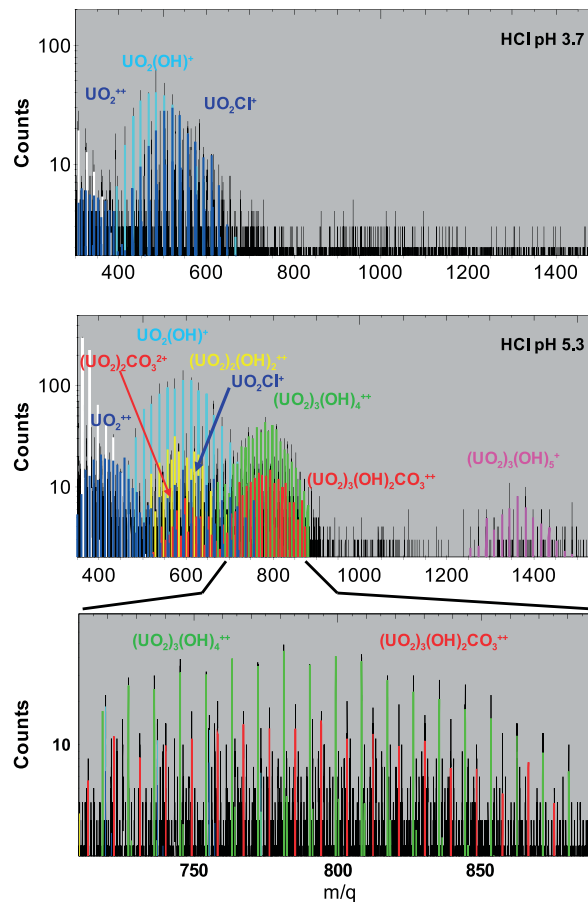 HCl pH 3.7
UO₂(OH)⁺
UO₂⁺⁺
UO₂Cl⁺
Counts
100
10
400 600 800 1000 1200 1400
HCl pH 5.3
UO₂(OH)⁺
(UO₂)₂CO₃²⁺
(UO₂)₂(OH)₂⁺⁺
UO₂Cl⁺
(UO₂)₃(OH)₄⁺⁺
UO₂⁺⁺
(UO₂)₃(OH)₂CO₃⁺⁺
(UO₂)₃(OH)₅⁺
Counts
100
10
400 600 800 1000 1200 1400
(UO₂)₃(OH)₄⁺⁺ (UO₂)₃(OH)₂CO₃⁺⁺
Counts
10
750 800 850
m/q